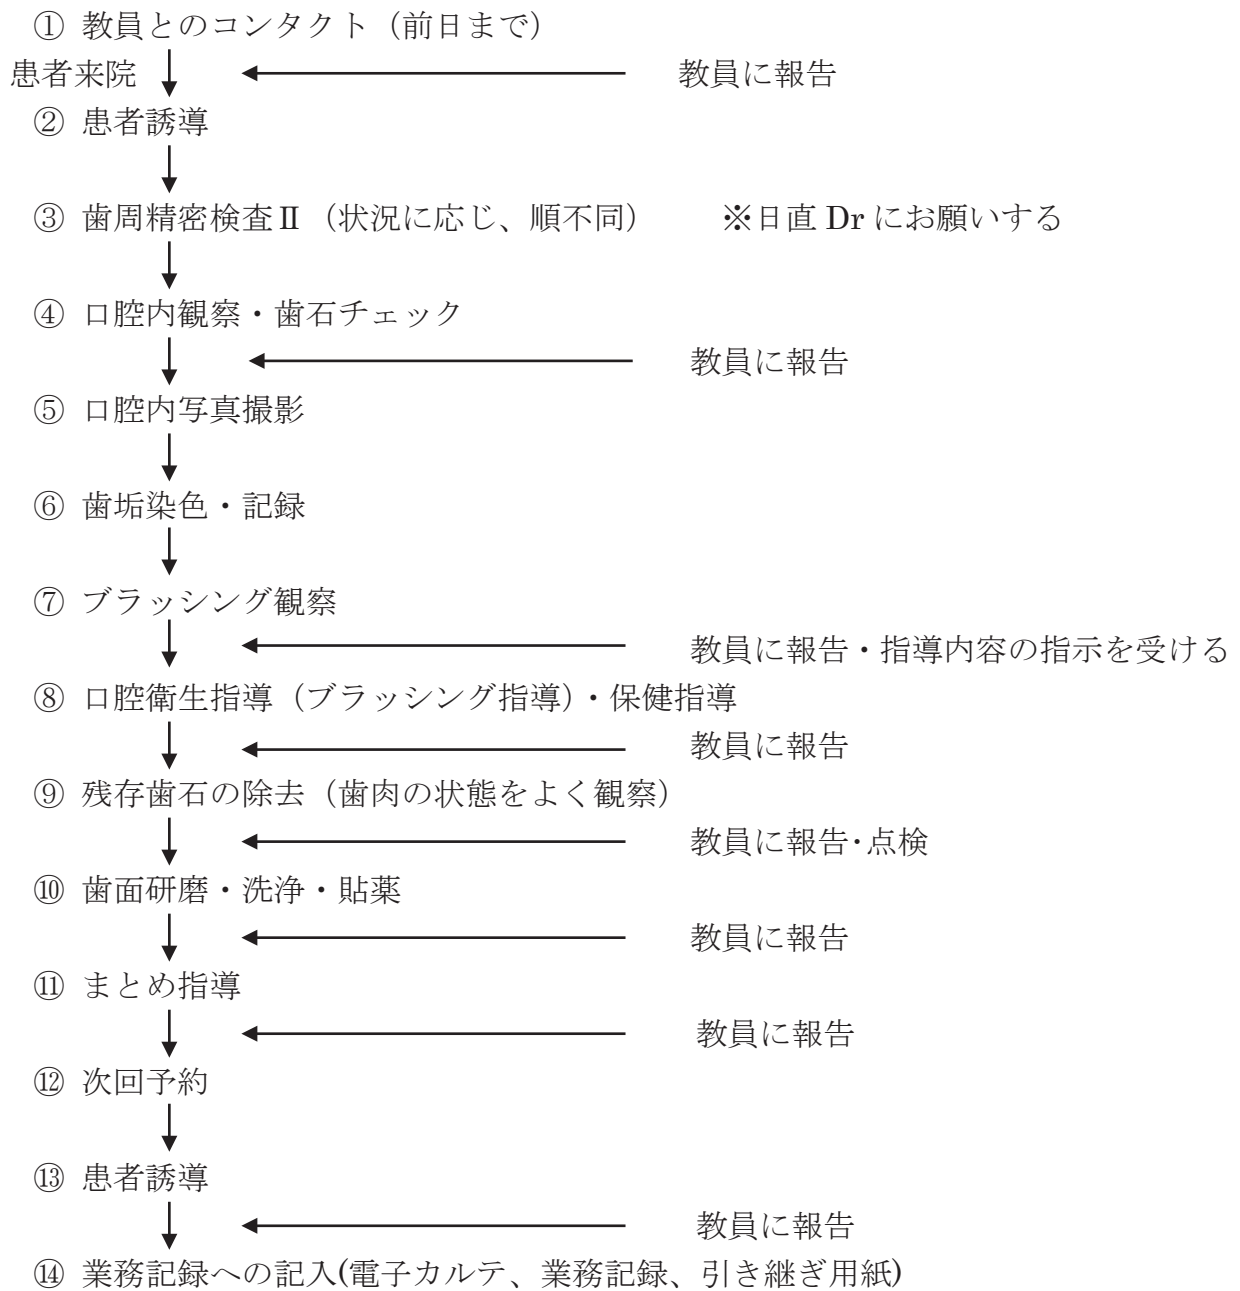 ① 教員とのコンタクト（前日まで）
患者来院 教員に報告
② 患者誘導
③ 歯周精密検査Ⅱ（状況に応じ、順不同） ※日直 Dr にお願いする
④ 口腔内観察・歯石チェック
教員に報告
⑤ 口腔内写真撮影
⑥ 歯垢染色・記録
⑦ ブラッシング観察
教員に報告・指導内容の指示を受ける
⑧ 口腔衛生指導（ブラッシング指導）・保健指導
教員に報告
⑨ 残存歯石の除去（歯肉の状態をよく観察）
教員に報告・点検
⑩ 歯面研磨・洗浄・貼薬
教員に報告
⑪ まとめ指導
教員に報告
⑫ 次回予約
⑬ 患者誘導
教員に報告
⑭ 業務記録への記入(電子カルテ、業務記録、引き継ぎ用紙)